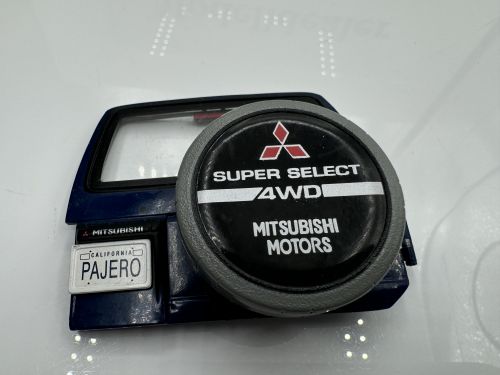 SUPER SELECT
4WD
MITSUBISHI
MOTORS
MITSUBISHI
CALIFORNIA
PAJERO